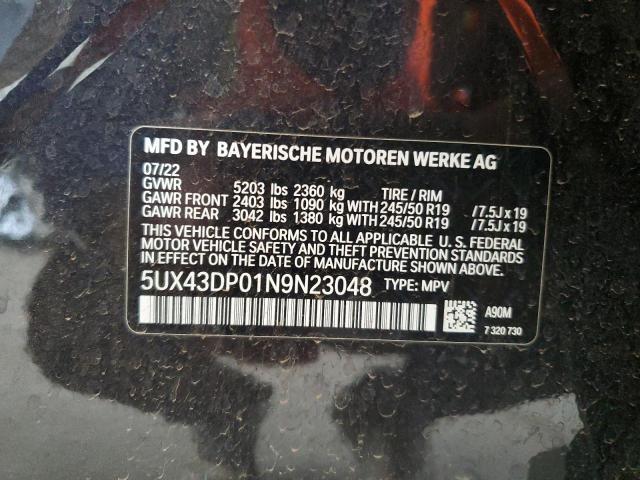 MFD BY BAYERISCHE MOTOREN WERKE AG
07/22
GVWR 5203 lbs 2360 kg TIRE / RIM
GAWR FRONT 2403 lbs 1090 kg WITH 245/50 R19 /7.5J x 19
GAWR REAR 3042 lbs 1380 kg WITH 245/50 R19 /7.5J x 19
THIS VEHICLE CONFORMS TO ALL APPLICABLE U. S. FEDERAL
MOTOR VEHICLE SAFETY AND THEFT PREVENTION STANDARDS
IN EFFECT ON THE DATE OF MANUFACTURE SHOWN ABOVE.
5UX43DP01N9N23048 TYPE: MPV
A90M
7 320 730